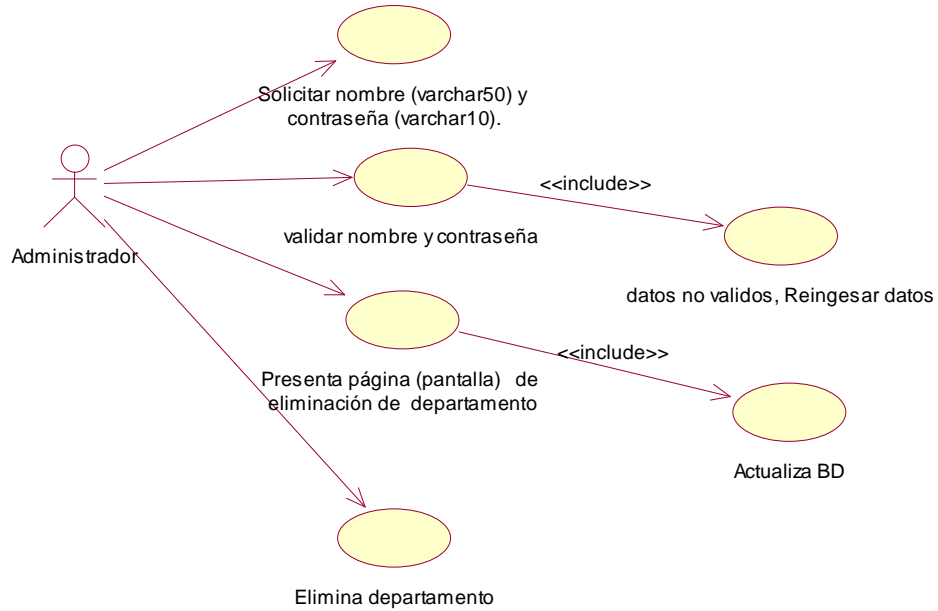 Solicitar nombre (varchar50) y
contraseña (varchar10).
<<include>>
validar nombre y contraseña
Administrador
datos no validos, Reingesar datos
<<include>>
Presenta página (pantalla) de
eliminación de departamento
Actualiza BD
Elimina departamento